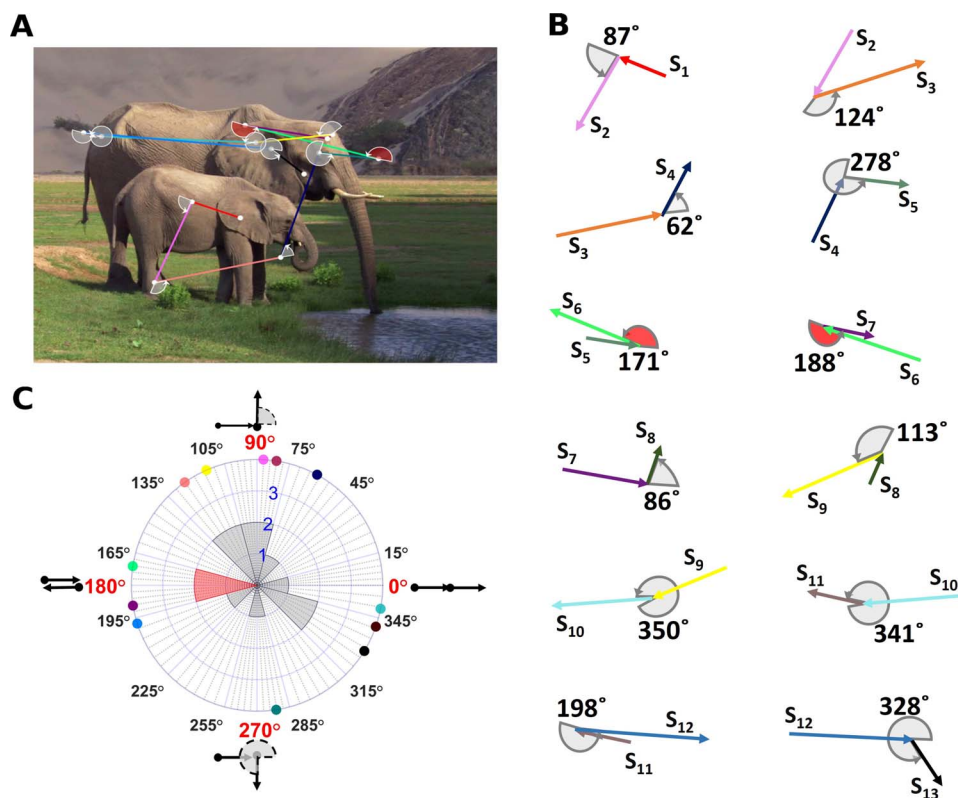 A
B
87°
S1
S2
S2
S3
124°
S4
S3
62°
278°
S5
S4
S6
S5
171°
S7
188°
S6
S8
S7
86°
113°
S9
S8
S9
S10
350°
S11
S10
341°
198°
S12
S11
S12
328°
S13
C
90°
105°
75°
135°
45°
3
2
1
165°
15°
180°
0°
195°
345°
225°
315°
255°
285°
270°